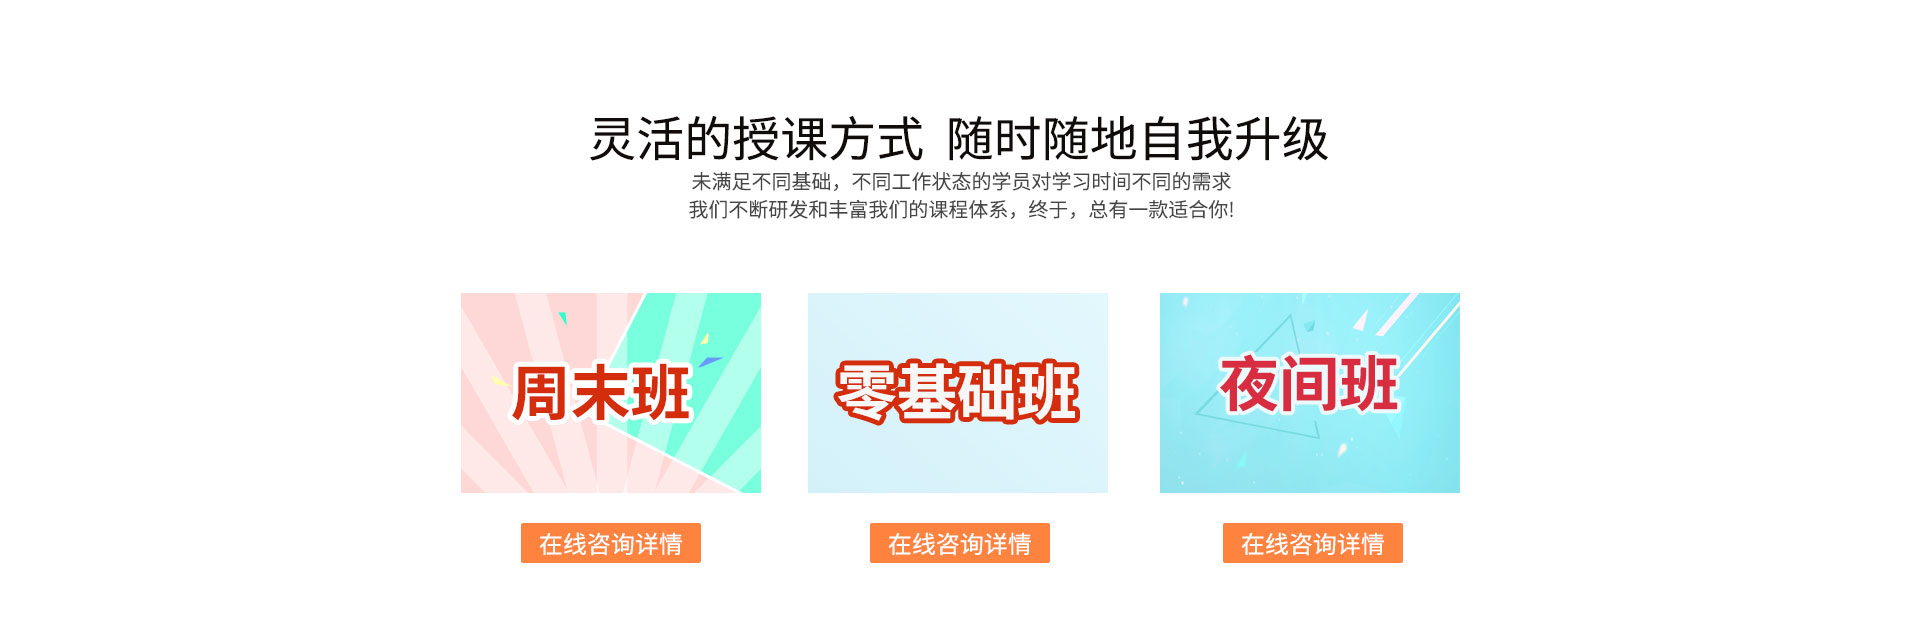 灵活的授课方式 随时随地自我升级
未满足不同基础，不同工作状态的学员对学习时间不同的需求
我们不断研发和丰富我们的课程体系，终于，总有一款适合你!
周末班
零基础班
夜间班
在线咨询详情
在线咨询详情
在线咨询详情